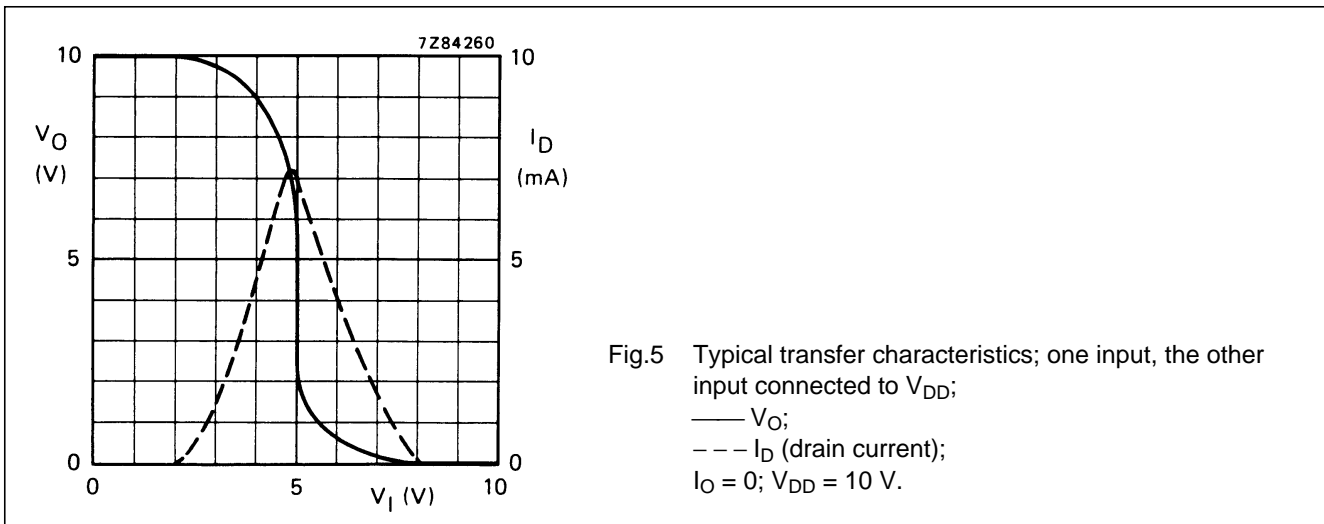 7Z84260
10
10
V_O
(V)
I_D
(mA)
5
5
0
0
0
5
V_I (V)
10
Fig.5 Typical transfer characteristics; one input, the other
input connected to V_DD;
—— V_O;
− − − I_D (drain current);
I_O = 0; V_DD = 10 V.